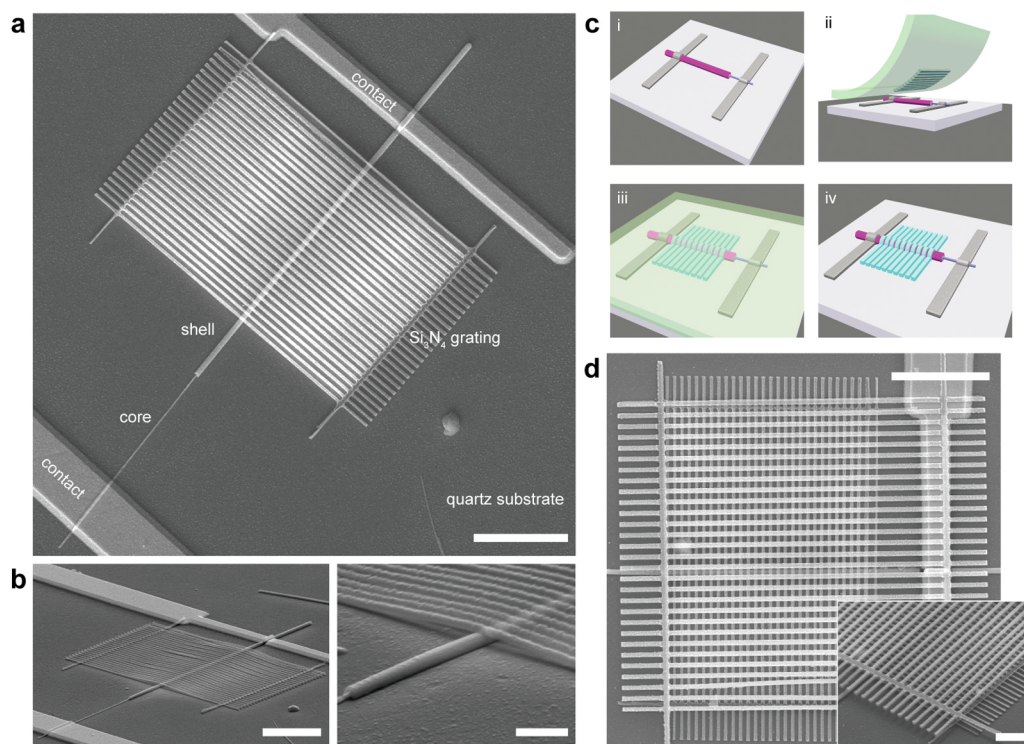 a
contact
shell
Si₃N₄ grating
core
contact
quartz substrate
b
c
i
ii
iii
iv
d